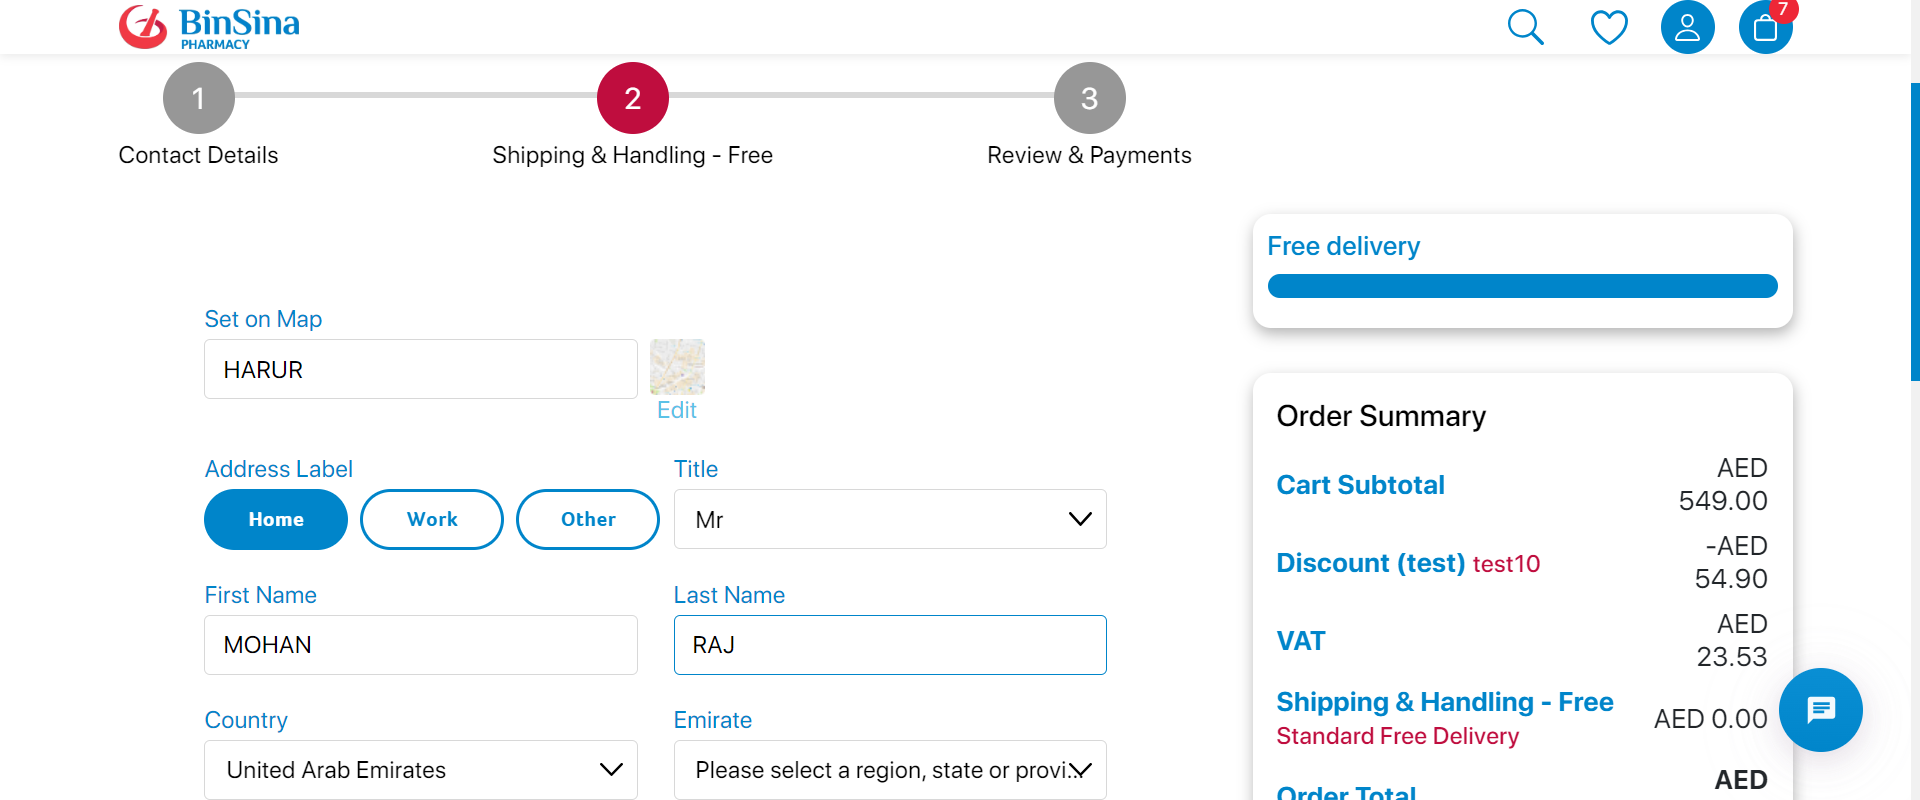 BinSina
PHARMACY
7
1
2
3
Contact Details
Shipping & Handling - Free
Review & Payments
Free delivery
Set on Map
HARUR
Edit
Address Label
Title
Home
Work
Other
Mr
First Name
Last Name
MOHAN
RAJ
Country
Emirate
United Arab Emirates
Please select a region, state or provi...
Order Summary
Cart Subtotal
AED
549.00
Discount (test) test10
-AED
54.90
VAT
AED
23.53
Shipping & Handling - Free
Standard Free Delivery
AED 0.00
Order Total
AED